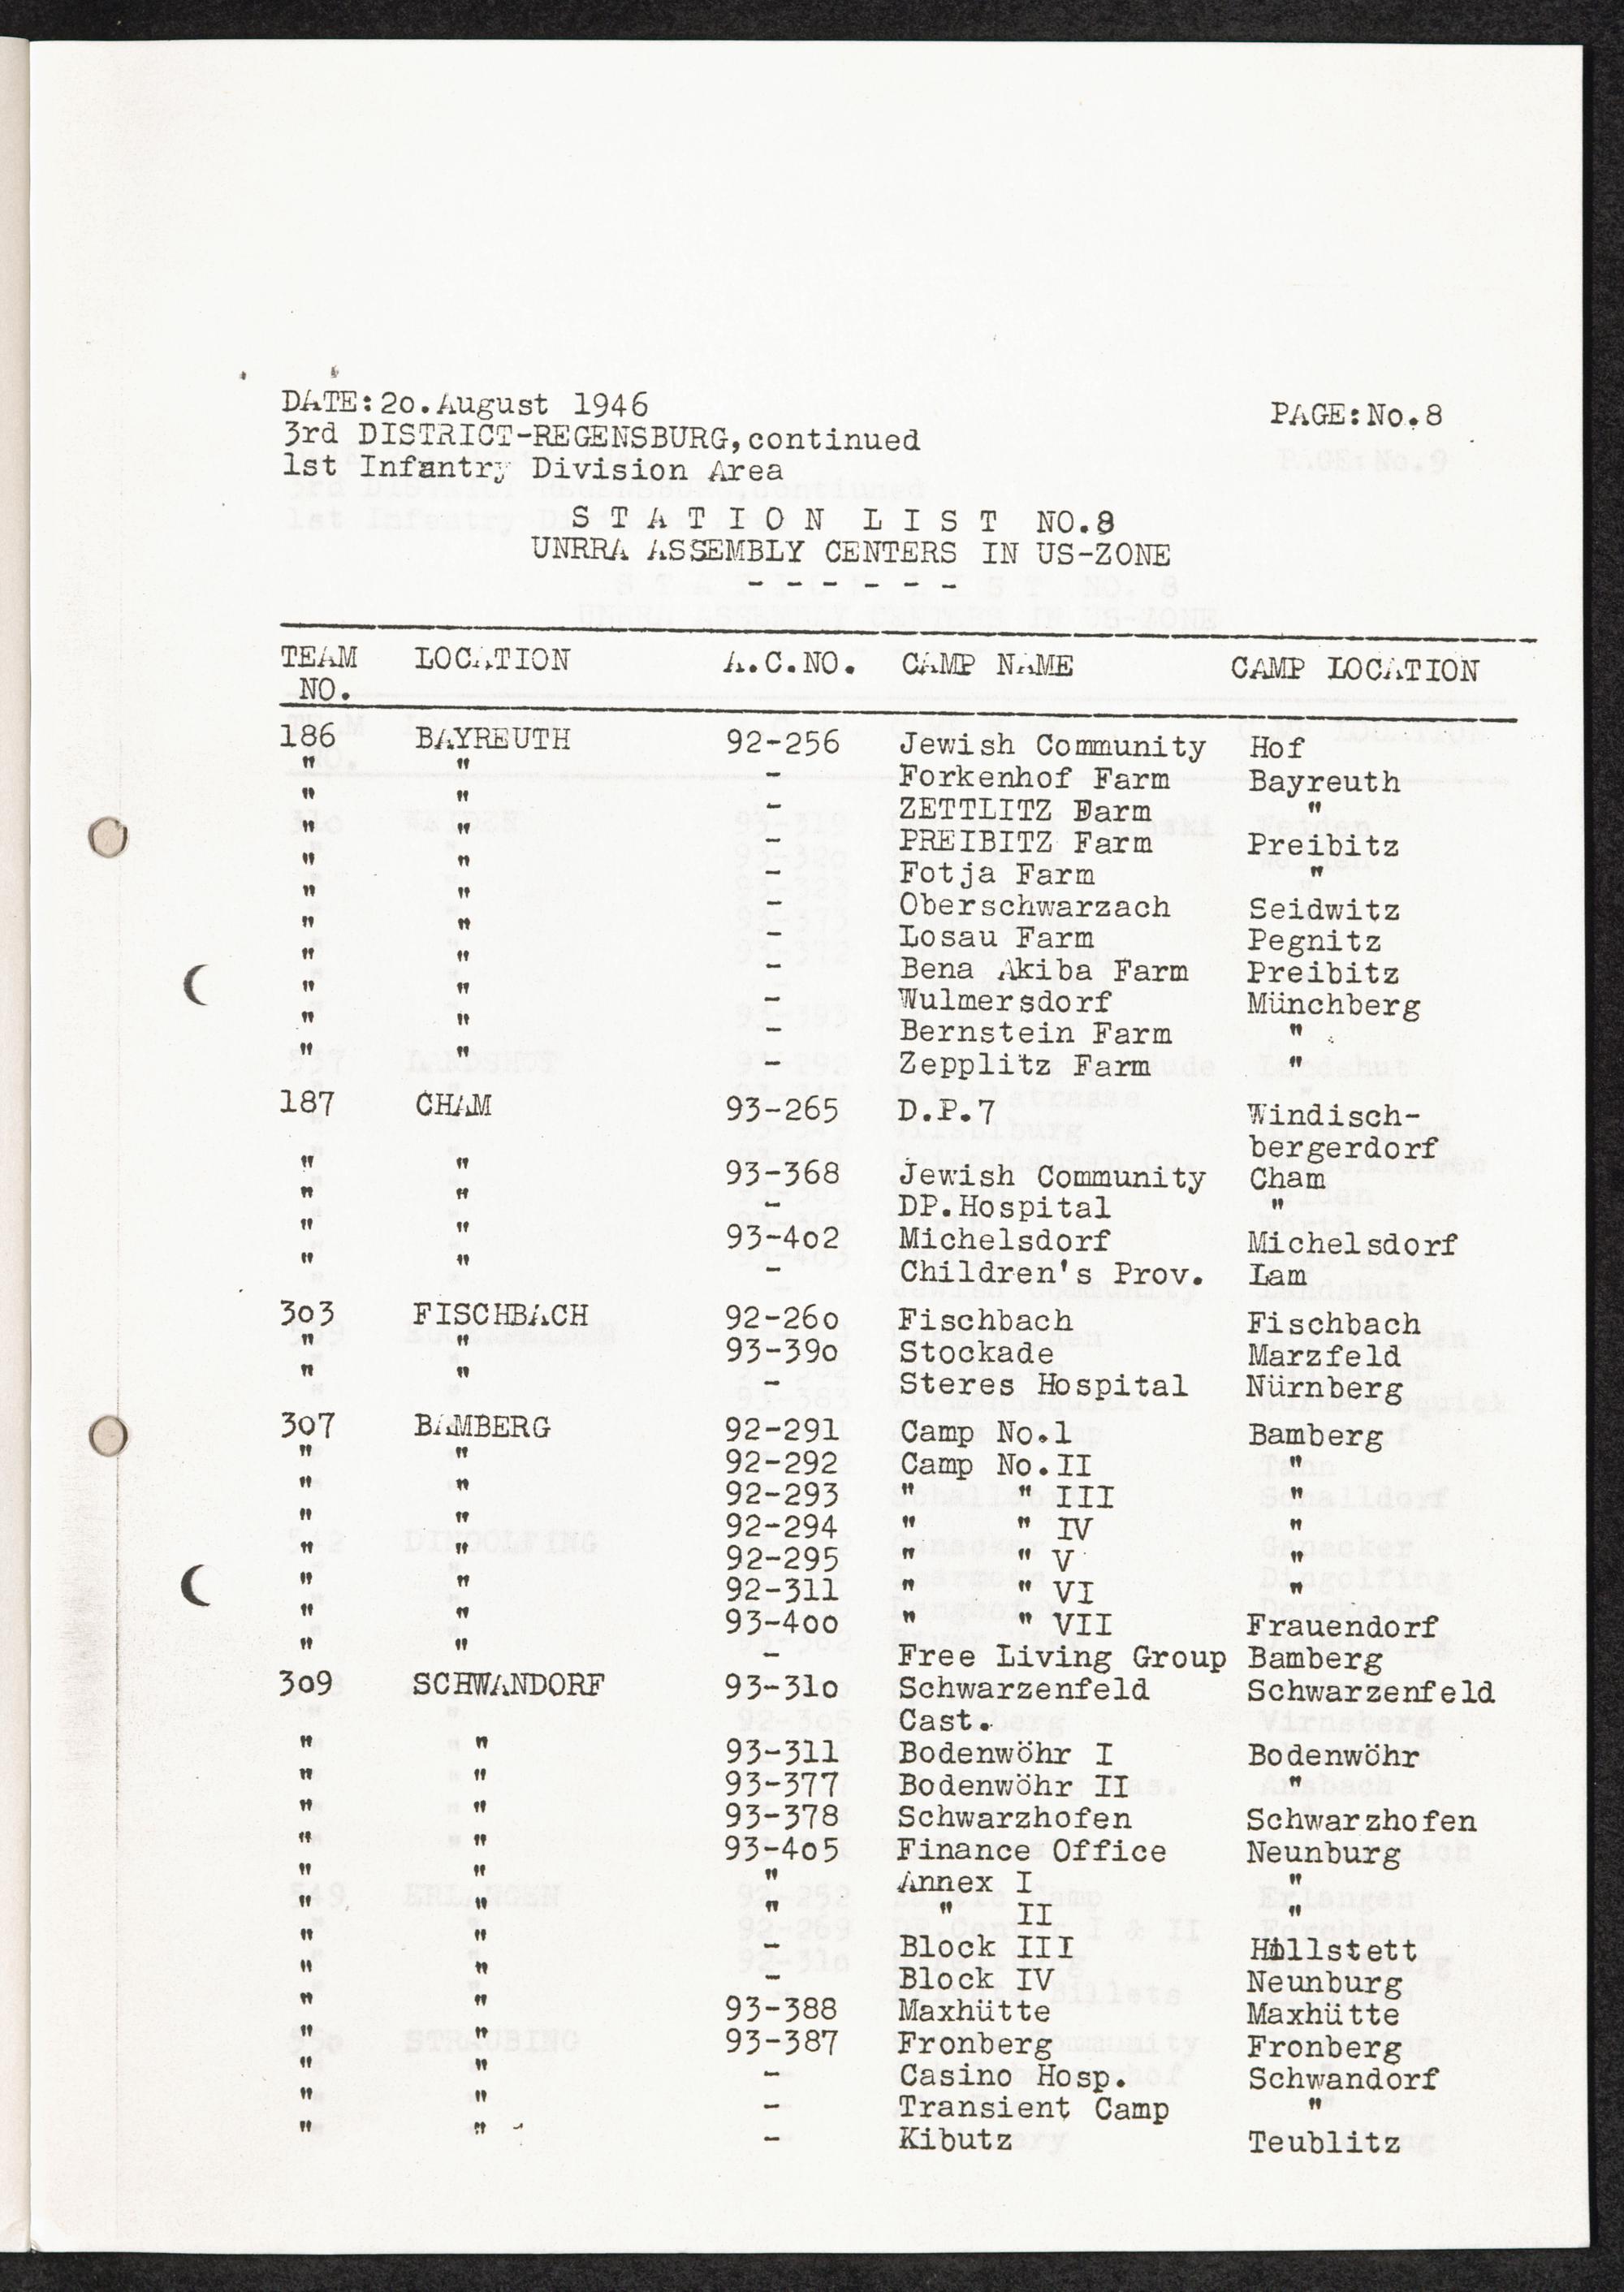 DATE:2o.August 1946 PAGE:No.8
3rd DISTRICT-REGENSBURG,continued
1st Infantry Division Area
S T A T I O N L I S T NO.8
UNRRA ASSEMBLY CENTERS IN US-ZONE
- - - - - -
TEAM LOCATION A.C.NO. CAMP NAME CAMP LOCATION
NO.
186 BAYREUTH 92-256 Jewish Community Hof
" " - Forkenhof Farm Bayreuth
" " - ZETTLITZ Farm "
" " - PREIBITZ Farm Preibitz
" " - Fotja Farm "
" " - Oberschwarzach Seidwitz
" " - Losau Farm Pegnitz
" " - Bena Akiba Farm Preibitz
" " - Wulmersdorf Münchberg
" " - Bernstein Farm "
" " - Zepplitz Farm "
187 CHAM 93-265 D.P.7 Windisch-
bergerdorf
" " 93-368 Jewish Community Cham
" " - DP.Hospital "
" " 93-4o2 Michelsdorf Michelsdorf
" " - Children's Prov. Lam
3o3 FISCHBACH 92-26o Fischbach Fischbach
" " 93-39o Stockade Marzfeld
" " - Steres Hospital Nürnberg
3o7 BAMBERG 92-291 Camp No.1 Bamberg
" " 92-292 Camp No.II "
" " 92-293 " " III "
" " 92-294 " " IV "
" " 92-295 " " V "
" " 92-311 " " VI "
" " 93-4oo " " VII Frauendorf
" " - Free Living Group Bamberg
3o9 SCHWANDORF 93-31o Schwarzenfeld Schwarzenfeld
Cast.
" " 93-311 Bodenwöhr I Bodenwöhr
" " 93-377 Bodenwöhr II "
" " 93-378 Schwarzhofen Schwarzhofen
" " 93-4o5 Finance Office Neunburg
" " " Annex I "
" " " " II "
" " - Block III Hillstett
" " - Block IV Neunburg
" " 93-388 Maxhütte Maxhütte
" " 93-387 Fronberg Fronberg
" " - Casino Hosp. Schwandorf
" " - Transient Camp "
" " - Kibutz Teublitz